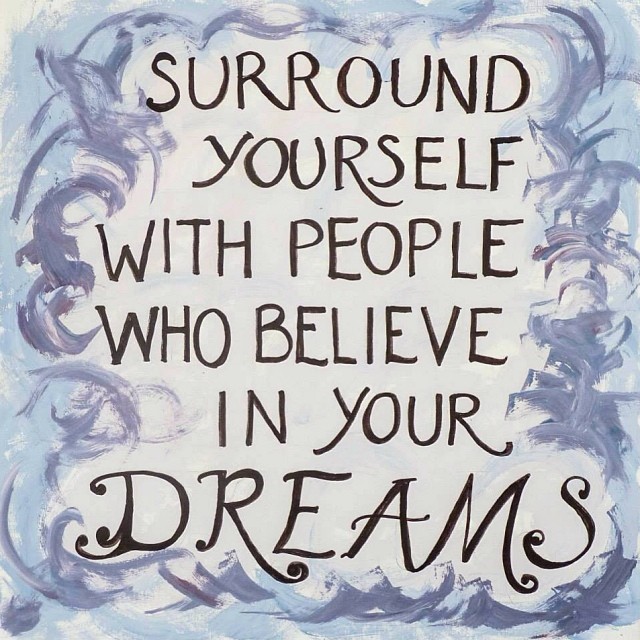 SURROUND
YOURSELF
WITH PEOPLE
WHO BELIEVE
IN YOUR
DREAMS